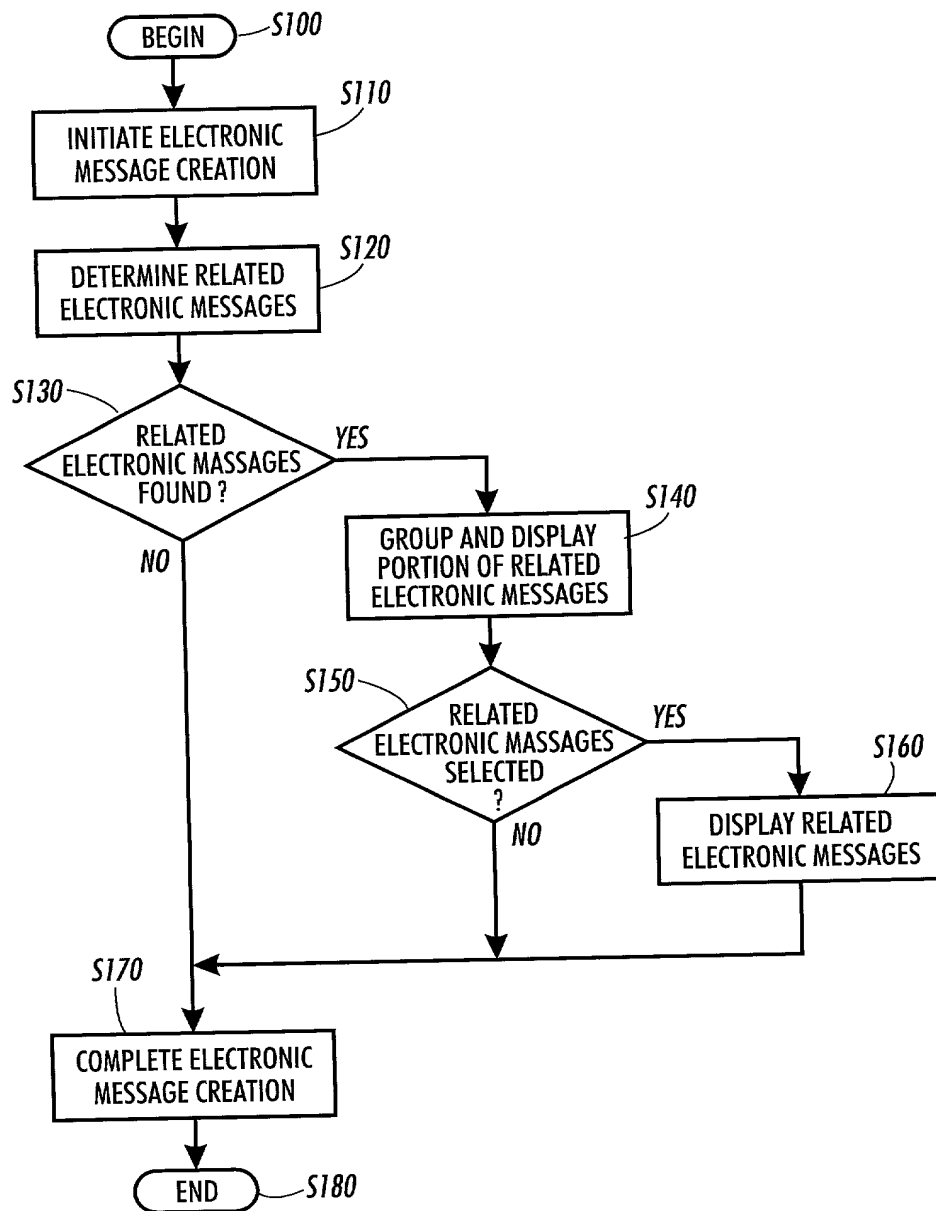 BEGIN
S100
S110
INITIATE ELECTRONIC
MESSAGE CREATION
S120
DETERMINE RELATED
ELECTRONIC MESSAGES
S130
RELATED
ELECTRONIC MASSAGES
FOUND ?
YES
NO
S140
GROUP AND DISPLAY
PORTION OF RELATED
ELECTRONIC MESSAGES
S150
RELATED
ELECTRONIC MASSAGES
SELECTED
?
YES
NO
S160
DISPLAY RELATED
ELECTRONIC MESSAGES
S170
COMPLETE ELECTRONIC
MESSAGE CREATION
END
S180